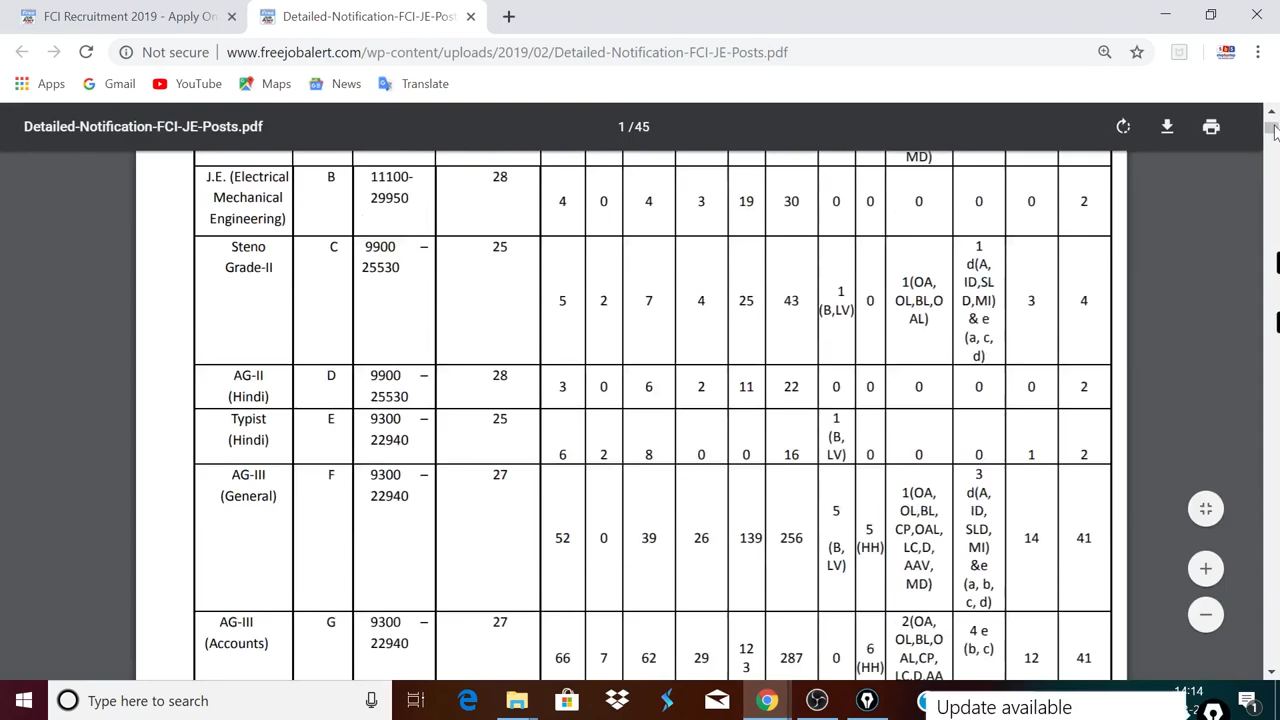 FCI Recruitment 2019 - Apply On
Detailed-Notification-FCI-JE-Post
Not secure
www.freejobalert.com/wp-content/uploads/2019/02/Detailed-Notification-FCI-JE-Posts.pdf
Apps
Gmail
YouTube
Maps
News
Translate
Detailed-Notification-FCI-JE-Posts.pdf
1 / 45
MD)
J.E. (Electrical B 11100- 28 4 0 4 3 19 30 0 0 0 0 0 2
Mechanical 29950
Engineering)
Steno C 9900 – 25 5 2 7 4 25 43 1 0 1(OA, 1 3 4
Grade-II 25530 (B,LV) OL,BL,O d(A,
AL) ID,SL
D,MI)
& e
(a, c,
d)
AG-II D 9900 – 28 3 0 6 2 11 22 0 0 0 0 0 2
(Hindi) 25530
Typist E 9300 – 25 6 2 8 0 0 16 1 0 0 0 1 2
(Hindi) 22940 (B,
LV)
AG-III F 9300 – 27 52 0 39 26 139 256 5 5 1(OA, 3 14 41
(General) 22940 (B, (HH) OL,BL, d(A,
LV) CP,OAL, ID,
LC,D, SLD,
AAV, MI)
MD) &e
(a, b,
c, d)
AG-III G 9300 – 27 66 7 62 29 12 287 0 6 2(OA, 4 e 12 41
(Accounts) 22940 3 (HH) OL,BL,O (b, c)
AL,CP,
LC,D,AA
Type here to search
14:14
Update available